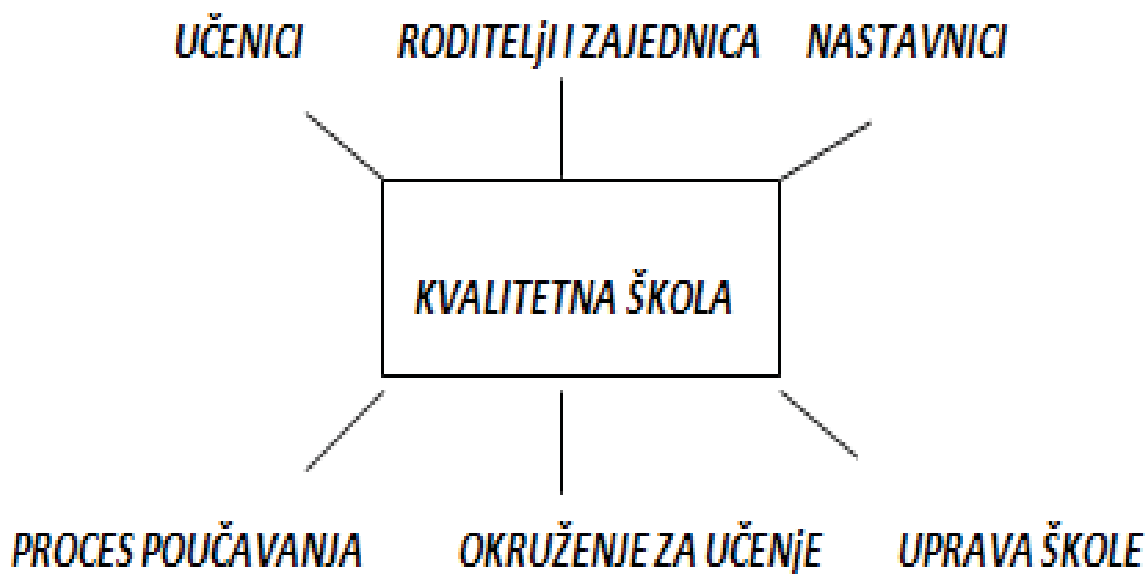 UČENICI RODITELjI I ZAJEDNICA NASTAVNICI
KVALITETNA ŠKOLA
PROCES POUČAVANJA OKRUŽENJE ZA UČENjE UPRAVA ŠKOLE